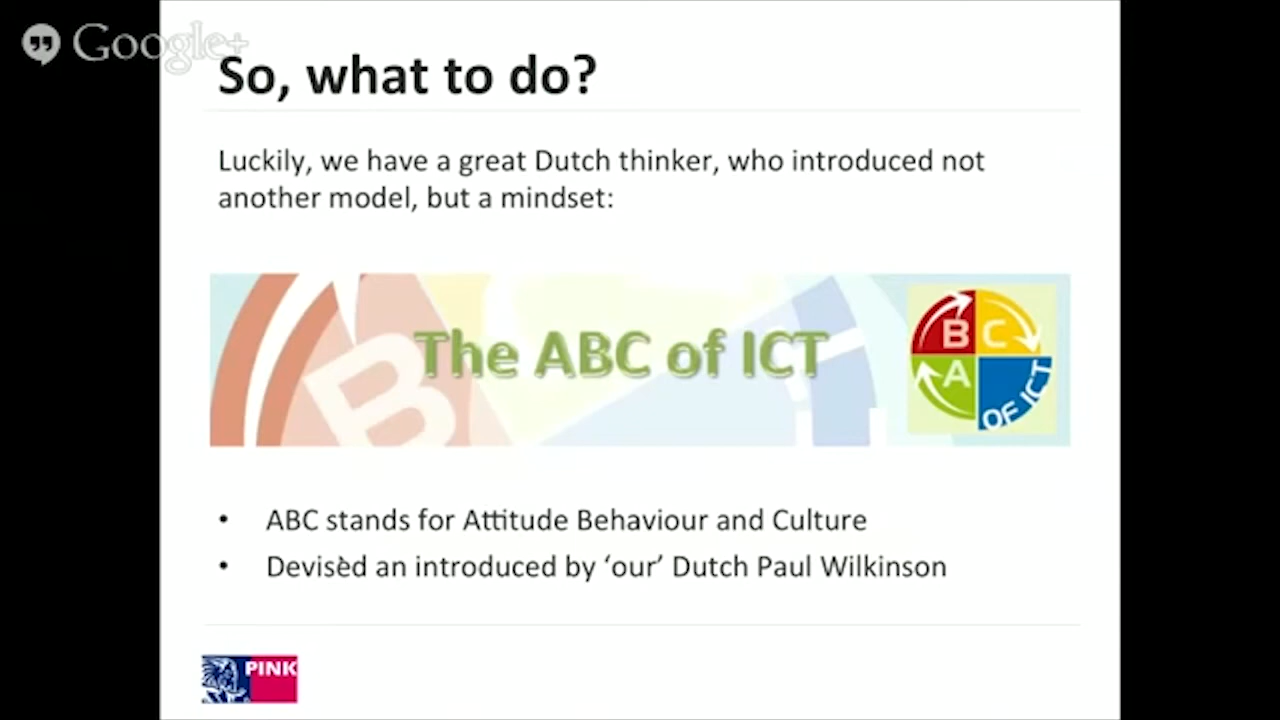 Google+
So, what to do?
Luckily, we have a great Dutch thinker, who introduced not
another model, but a mindset:
B
The ABC of ICT
B C
A
OF ICT
• ABC stands for Attitude Behaviour and Culture
• Devised an introduced by ‘our’ Dutch Paul Wilkinson
PINK